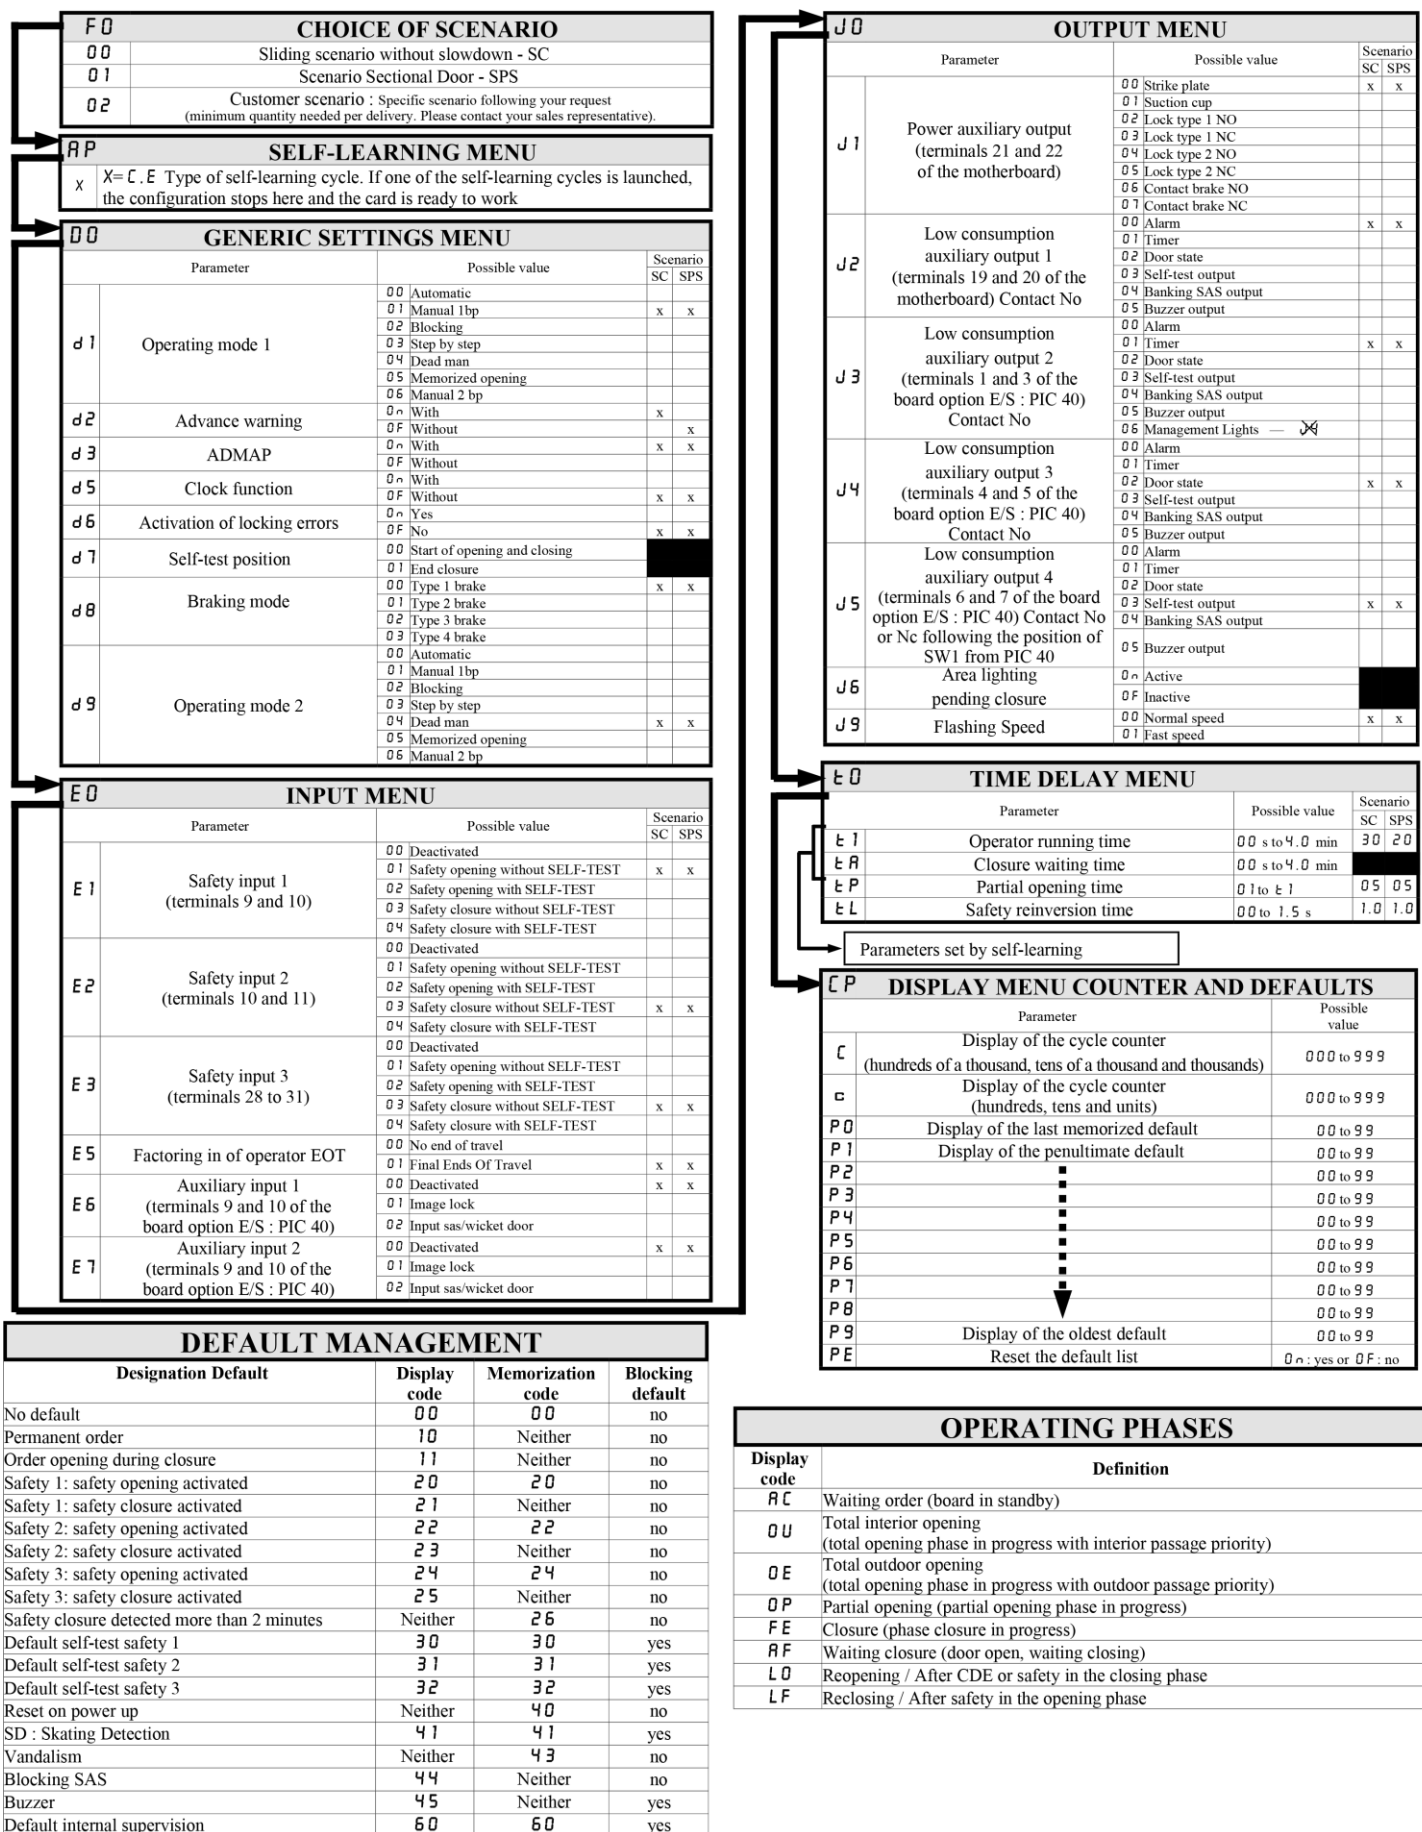 F0 CHOICE OF SCENARIO
00 Sliding scenario without slowdown - SC
01 Scenario Sectional Door - SPS
02 Customer scenario : Specific scenario following your request
(minimum quantity needed per delivery. Please contact your sales representative).
AP SELF-LEARNING MENU
X X= C . E Type of self-learning cycle. If one of the self-learning cycles is launched,
the configuration stops here and the card is ready to work
D0 GENERIC SETTINGS MENU
Parameter Possible value Scenario
SC SPS
d1 Operating mode 1
00 Automatic
01 Manual 1bp x x
02 Blocking
03 Step by step
04 Dead man
05 Memorized opening
06 Manual 2 bp
d2 Advance warning
0n With x
0F Without x
d3 ADMAP
0n With x x
0F Without
d5 Clock function
0n With
0F Without x x
d6 Activation of locking errors
0n Yes
0F No x x
d7 Self-test position
00 Start of opening and closing
01 End closure
d8 Braking mode
00 Type 1 brake x x
01 Type 2 brake
02 Type 3 brake
03 Type 4 brake
d9 Operating mode 2
00 Automatic
01 Manual 1bp
02 Blocking
03 Step by step
04 Dead man x x
05 Memorized opening
06 Manual 2 bp
E0 INPUT MENU
Parameter Possible value Scenario
SC SPS
E1 Safety input 1
(terminals 9 and 10)
00 Deactivated
01 Safety opening without SELF-TEST x x
02 Safety opening with SELF-TEST
03 Safety closure without SELF-TEST
04 Safety closure with SELF-TEST
E2 Safety input 2
(terminals 10 and 11)
00 Deactivated
01 Safety opening without SELF-TEST
02 Safety opening with SELF-TEST
03 Safety closure without SELF-TEST x x
04 Safety closure with SELF-TEST
E3 Safety input 3
(terminals 28 to 31)
00 Deactivated
01 Safety opening without SELF-TEST
02 Safety opening with SELF-TEST
03 Safety closure without SELF-TEST x x
04 Safety closure with SELF-TEST
E5 Factoring in of operator EOT
00 No end of travel
01 Final Ends Of Travel x x
E6 Auxiliary input 1
(terminals 9 and 10 of the
board option E/S : PIC 40)
00 Deactivated x x
01 Image lock
02 Input sas/wicket door
E7 Auxiliary input 2
(terminals 9 and 10 of the
board option E/S : PIC 40)
00 Deactivated x x
01 Image lock
02 Input sas/wicket door
J0 OUTPUT MENU
Parameter Possible value Scenario
SC SPS
J1 Power auxiliary output
(terminals 21 and 22
of the motherboard)
00 Strike plate x x
01 Suction cup
02 Lock type 1 NO
03 Lock type 1 NC
04 Lock type 2 NO
05 Lock type 2 NC
06 Contact brake NO
07 Contact brake NC
J2 Low consumption
auxiliary output 1
(terminals 19 and 20 of the
motherboard) Contact No
00 Alarm x x
01 Timer
02 Door state
03 Self-test output
04 Banking SAS output
05 Buzzer output
J3 Low consumption
auxiliary output 2
(terminals 1 and 3 of the
board option E/S : PIC 40)
Contact No
00 Alarm
01 Timer x x
02 Door state
03 Self-test output
04 Banking SAS output
05 Buzzer output
06 Management Lights —
J4 Low consumption
auxiliary output 3
(terminals 4 and 5 of the
board option E/S : PIC 40)
Contact No
00 Alarm
01 Timer
02 Door state x x
03 Self-test output
04 Banking SAS output
05 Buzzer output
J5 Low consumption
auxiliary output 4
(terminals 6 and 7 of the board
option E/S : PIC 40) Contact No
or Nc following the position of
SW1 from PIC 40
00 Alarm
01 Timer
02 Door state
03 Self-test output x x
04 Banking SAS output
05 Buzzer output
J6 Area lighting
pending closure
0n Active
0F Inactive
J9 Flashing Speed
00 Normal speed x x
01 Fast speed
t0 TIME DELAY MENU
Parameter Possible value Scenario
SC SPS
t1 Operator running time 00 s to 4.0 min 30 20
tA Closure waiting time 00 s to 4.0 min
tP Partial opening time 01 to t1 05 05
tL Safety reinversion time 00 to 1.5 s 1.0 1.0
Parameters set by self-learning
CP DISPLAY MENU COUNTER AND DEFAULTS
Parameter Possible
value
C Display of the cycle counter
(hundreds of a thousand, tens of a thousand and thousands) 000 to 999
c Display of the cycle counter
(hundreds, tens and units) 000 to 999
P0 Display of the last memorized default 00 to 99
P1 Display of the penultimate default 00 to 99
P2 00 to 99
P3 00 to 99
P4 00 to 99
P5 00 to 99
P6 00 to 99
P7 00 to 99
P8 00 to 99
P9 Display of the oldest default 00 to 99
PE Reset the default list 0n : yes or 0F : no
DEFAULT MANAGEMENT
Designation Default Display
code Memorization
code Blocking
default
No default 00 00 no
Permanent order 10 Neither no
Order opening during closure 11 Neither no
Safety 1: safety opening activated 20 20 no
Safety 1: safety closure activated 21 Neither no
Safety 2: safety opening activated 22 22 no
Safety 2: safety closure activated 23 Neither no
Safety 3: safety opening activated 24 24 no
Safety 3: safety closure activated 25 Neither no
Safety closure detected more than 2 minutes Neither 26 no
Default self-test safety 1 30 30 yes
Default self-test safety 2 31 31 yes
Default self-test safety 3 32 32 yes
Reset on power up Neither 40 no
SD : Skating Detection 41 41 yes
Vandalism Neither 43 no
Blocking SAS 44 Neither no
Buzzer 45 Neither yes
Default internal supervision 60 60 yes
OPERATING PHASES
Display
code Definition
AC Waiting order (board in standby)
OU Total interior opening
(total opening phase in progress with interior passage priority)
OE Total outdoor opening
(total opening phase in progress with outdoor passage priority)
OP Partial opening (partial opening phase in progress)
FE Closure (phase closure in progress)
AF Waiting closure (door open, waiting closing)
LO Reopening / After CDE or safety in the closing phase
LF Reclosing / After safety in the opening phase